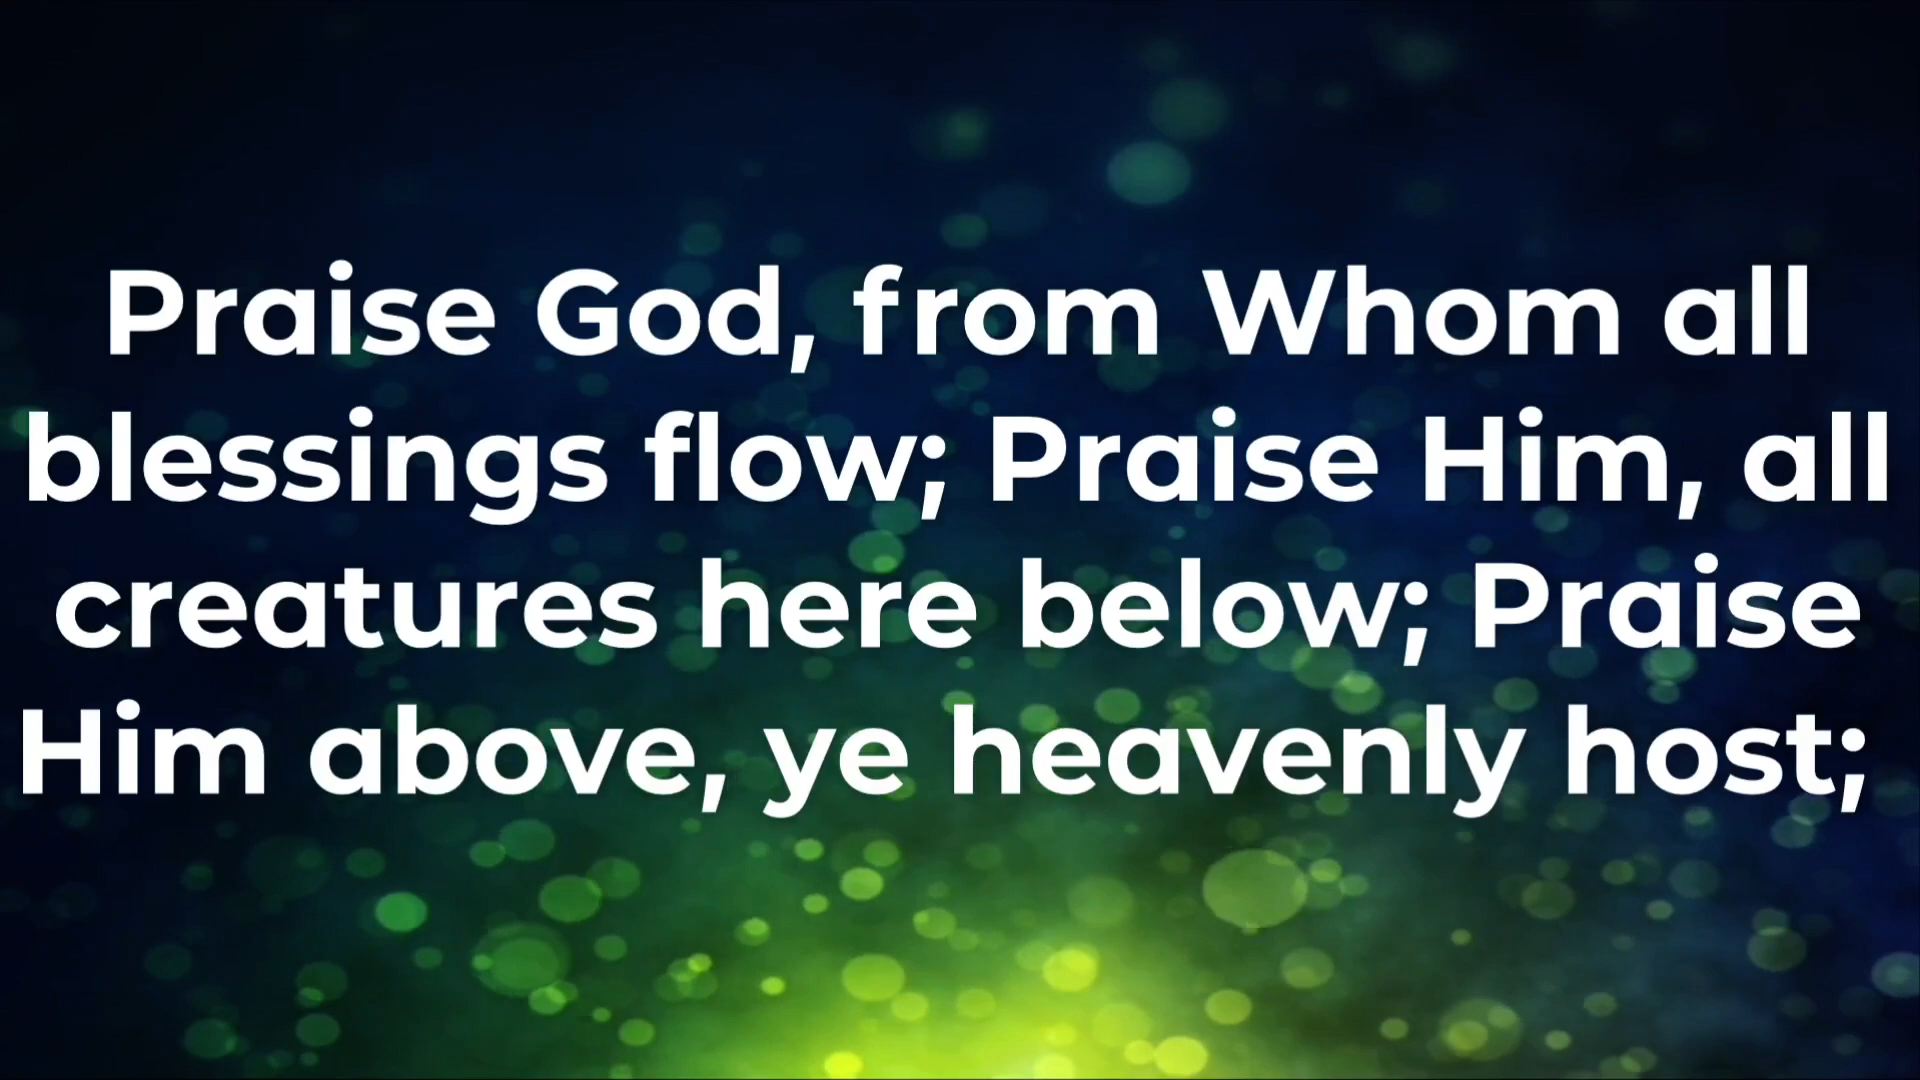 Praise God, from Whom all
blessings flow; Praise Him, all
creatures here below; Praise
Him above, ye heavenly host;